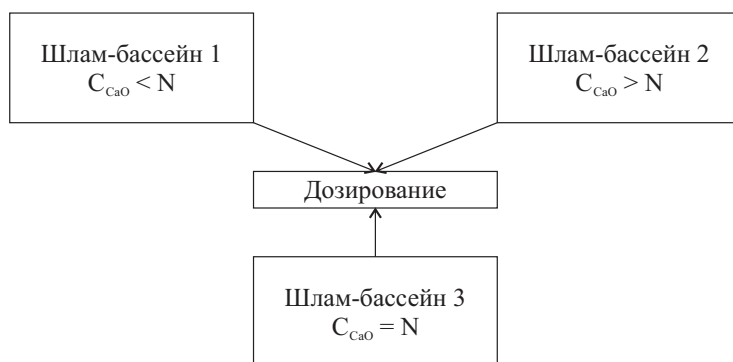 Шлам-бассейн 1
C_CaO < N
Шлам-бассейн 2
C_CaO > N
Дозирование
Шлам-бассейн 3
C_CaO = N